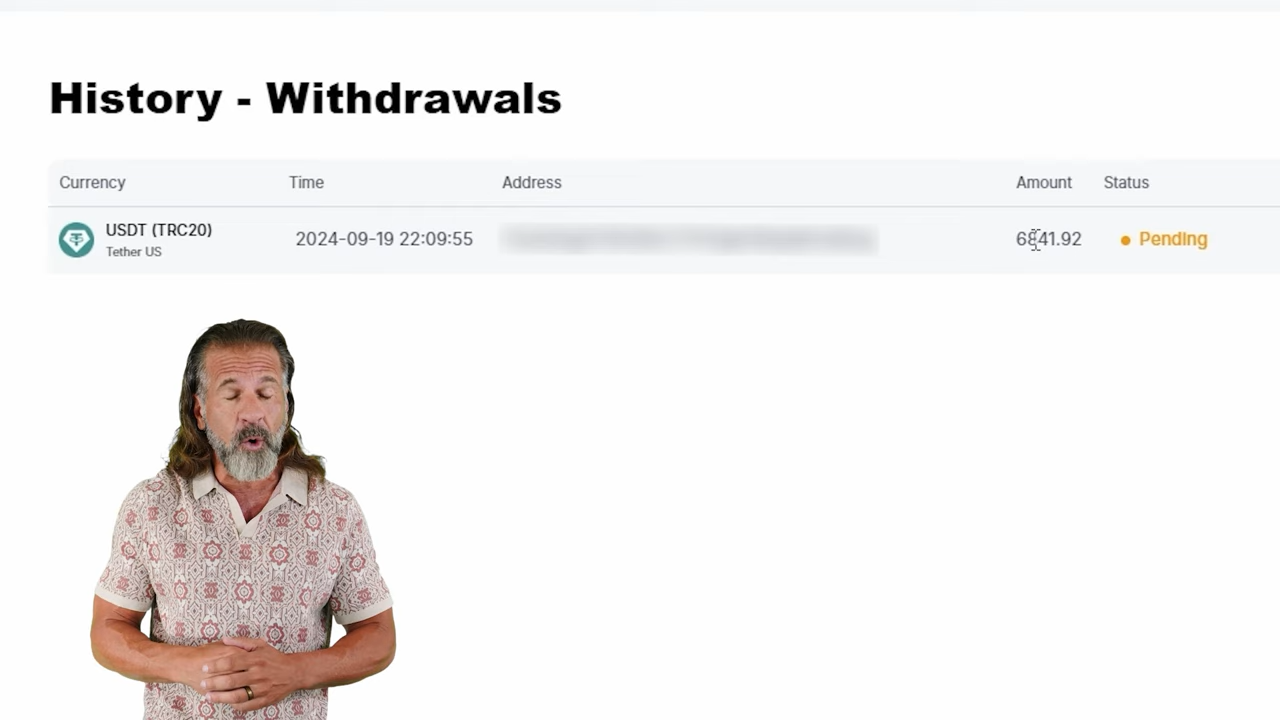 History - Withdrawals
Currency Time Address Amount Status
USDT (TRC20)
Tether US
2024-09-19 22:09:55 6841.92 Pending